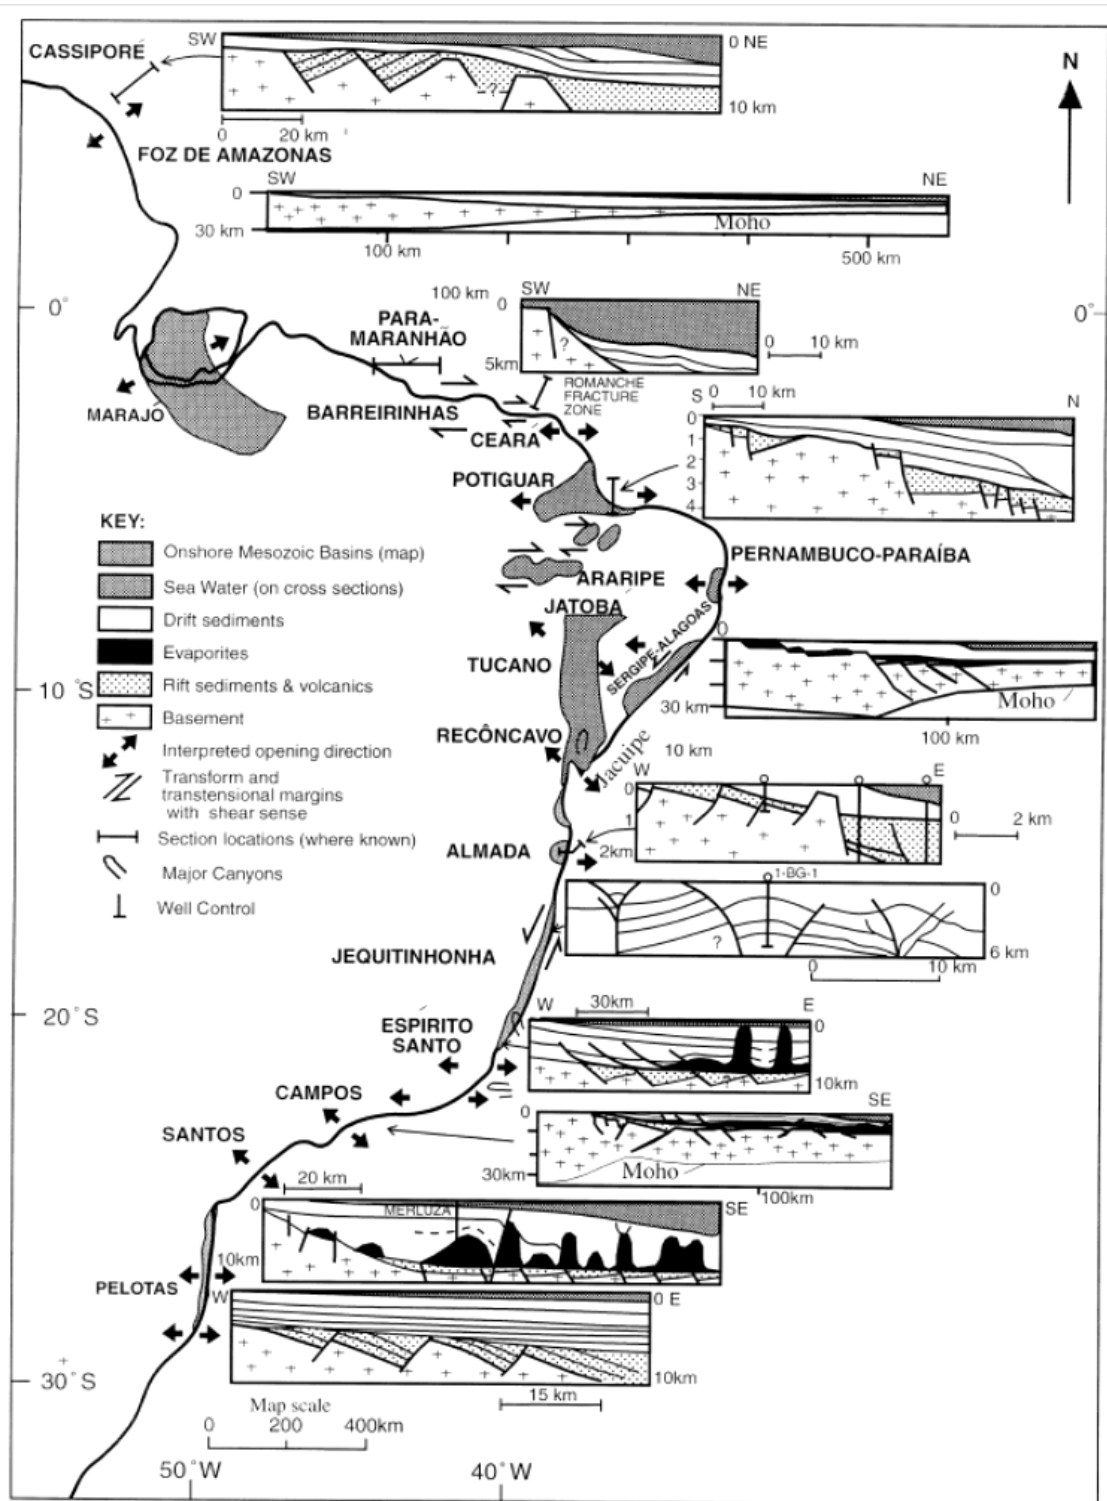 CASSIPORÉ
SW
0 NE
10 km
0 20 km
N
FOZ DE AMAZONAS
SW
NE
0
30 km
Moho
100 km
500 km
0°
0°
100 km
SW
NE
0
5km
?
0 10 km
PARA-
MARANHÃO
ROMANCHE
FRACTURE
ZONE
MARAJÓ
BARREIRINHAS
CEARÁ
S
0 10 km
N
0
1
2
3
4
POTIGUAR
KEY:
Onshore Mesozoic Basins (map)
Sea Water (on cross sections)
Drift sediments
Evaporites
Rift sediments & volcanics
Basement
Interpreted opening direction
Transform and
transtensional margins
with shear sense
Section locations (where known)
Major Canyons
Well Control
PERNAMBUCO-PARAÍBA
ARARIPE
JATOBÁ
TUCANO
SERGIPE-ALAGOAS
0
30 km
Moho
100 km
10 °S
RECÔNCAVO
Jacuipe
10 km
W
E
0
1
2km
0 2 km
ALMADA
1-BG-1
0
?
6 km
0 10 km
JEQUITINHONHA
20°S
ESPÍRITO
SANTO
W
30km
E
0
10km
CAMPOS
SE
0
30km
Moho
100km
SANTOS
20 km
0
MERLUZA
SE
10km
PELOTAS
W
0 E
10km
15 km
30°S
Map scale
0 200 400km
50°W
40°W